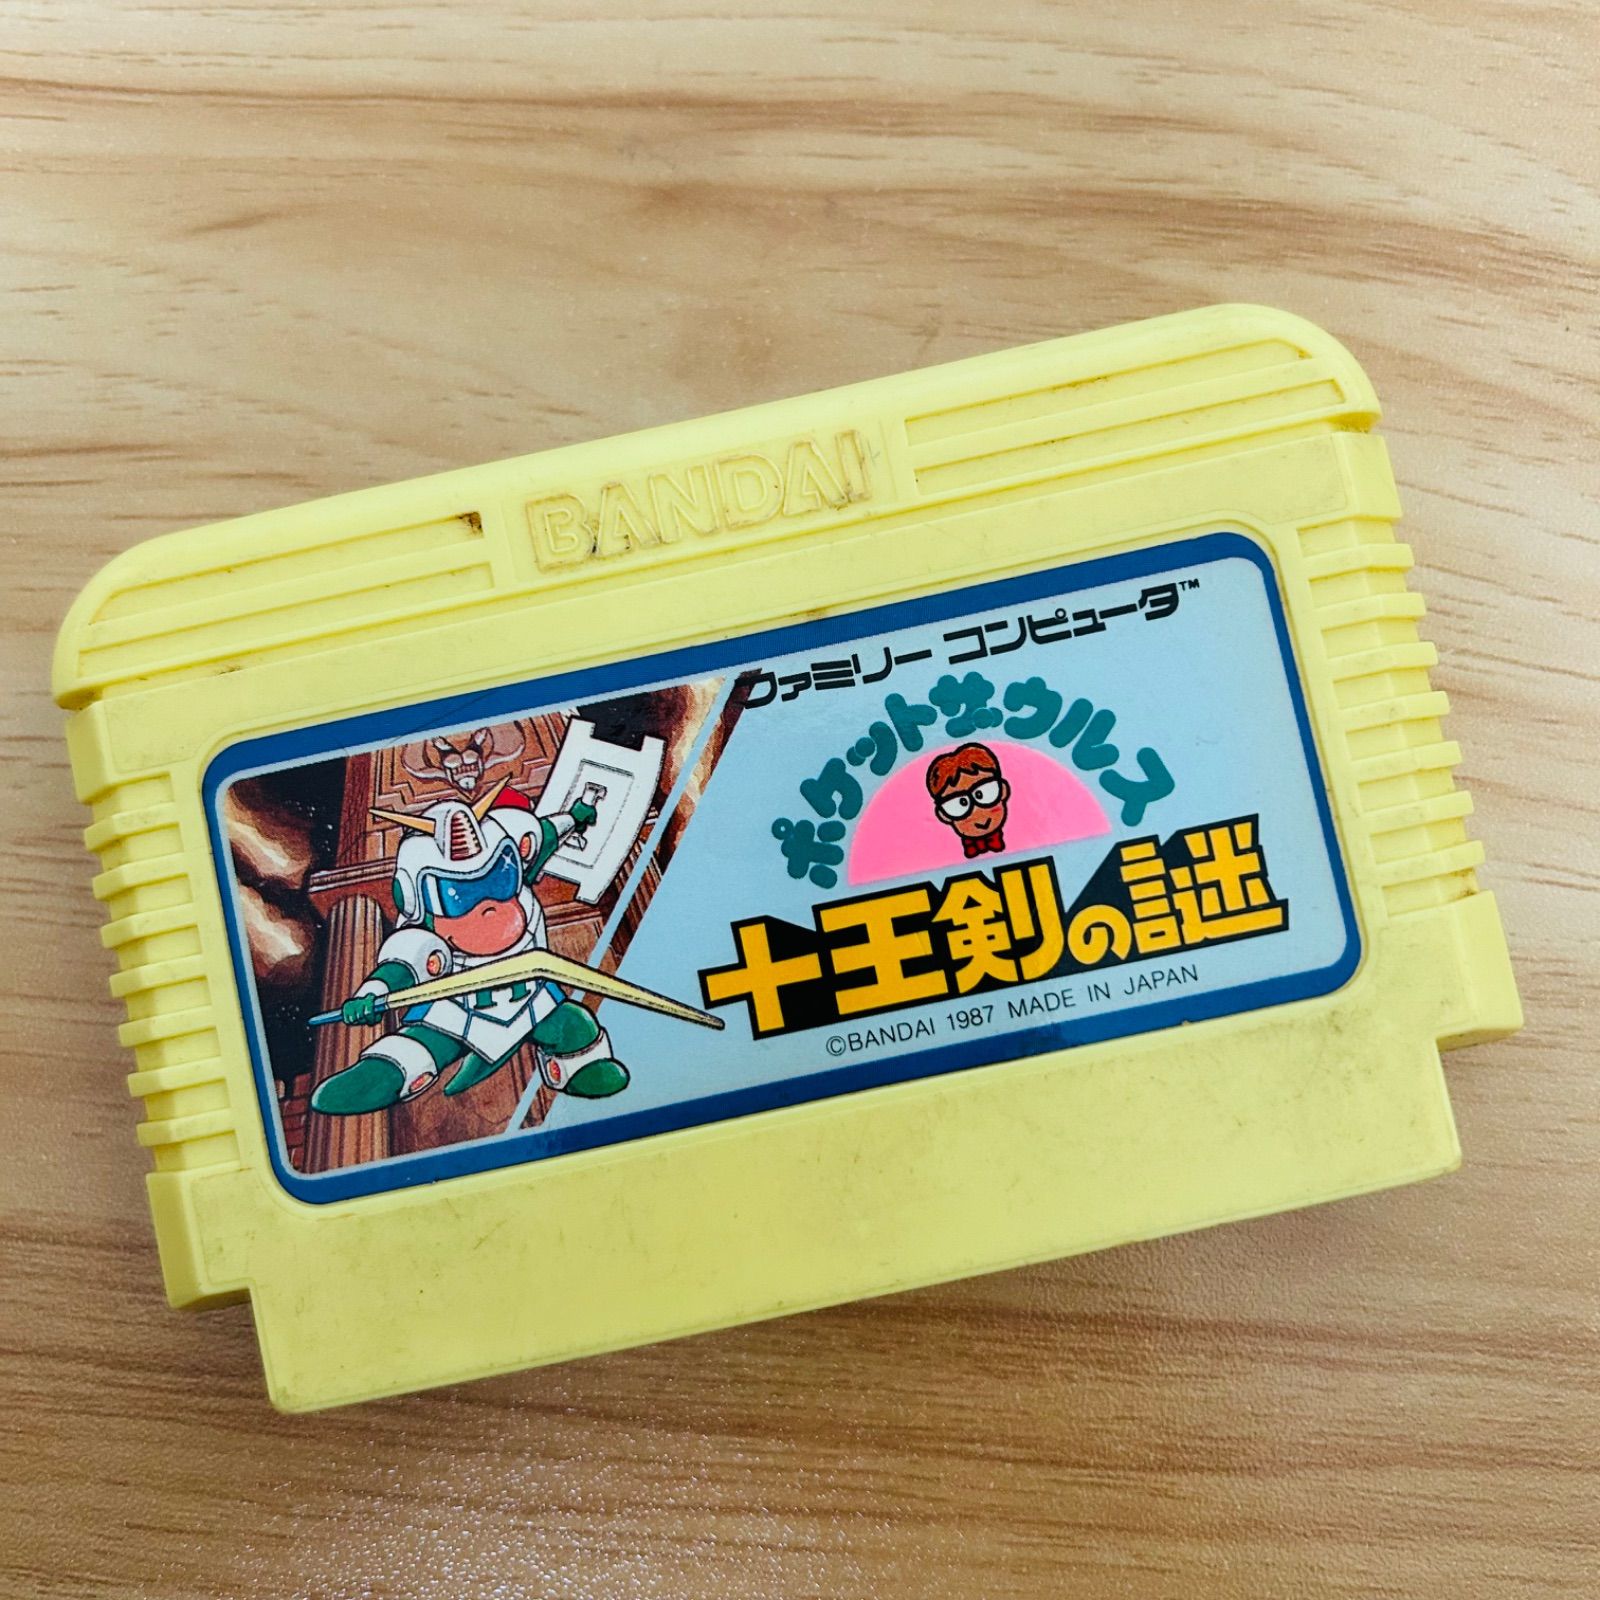 BANDAI
ファミリーコンピュータ™
ポケットザウルス
十王剣の謎
©BANDAI 1987 MADE IN JAPAN